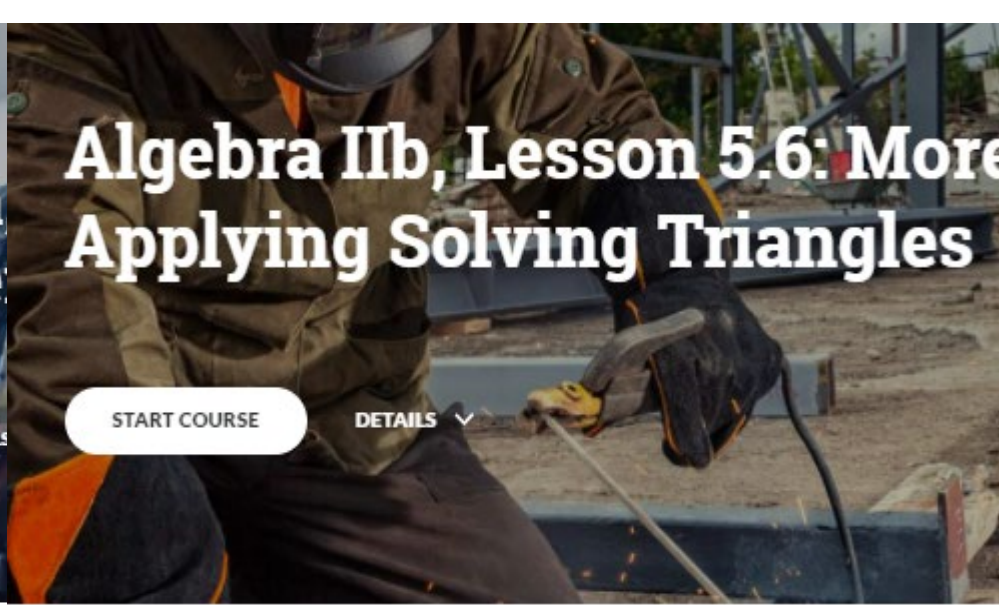 Algebra IIb, Lesson 5.6: More
Applying Solving Triangles
START COURSE
DETAILS